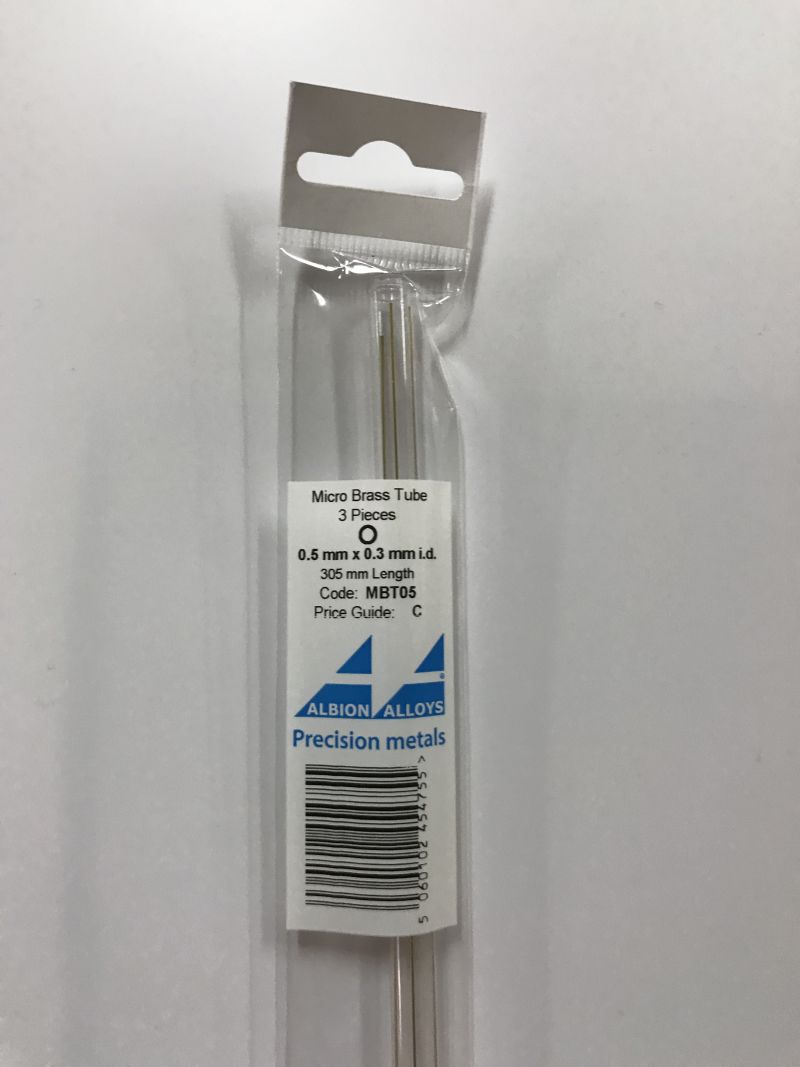 Micro Brass Tube
3 Pieces
0.5 mm x 0.3 mm i.d.
305 mm Length
Code: MBT05
Price Guide: C
ALBION ALLOYS®
Precision metals
5 060102 454755 >